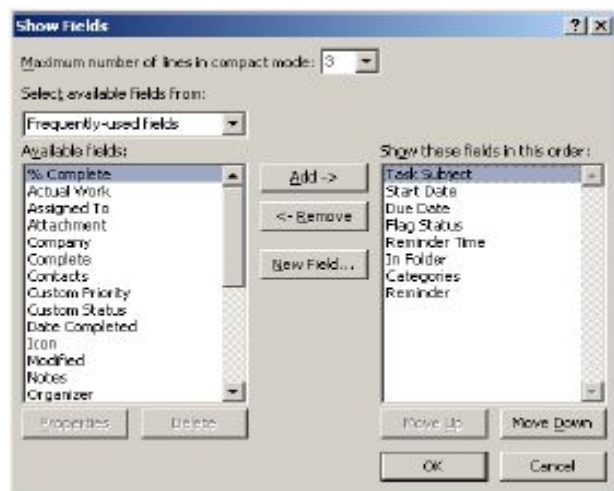 Show Fields
Maximum number of lines in compact mode: 3
Select available fields from:
Frequently-used fields
Available fields:
% Complete
Actual Work
Assigned To
Attachment
Company
Complete
Contacts
Custom Priority
Custom Status
Date Completed
Icon
Modified
Notes
Organizer
Add ->
<- Remove
New Field...
Show these fields in this order:
Task Subject
Start Date
Due Date
Flag Status
Reminder Time
In Folder
Categories
Reminder
Properties
Delete
Move Up
Move Down
OK
Cancel